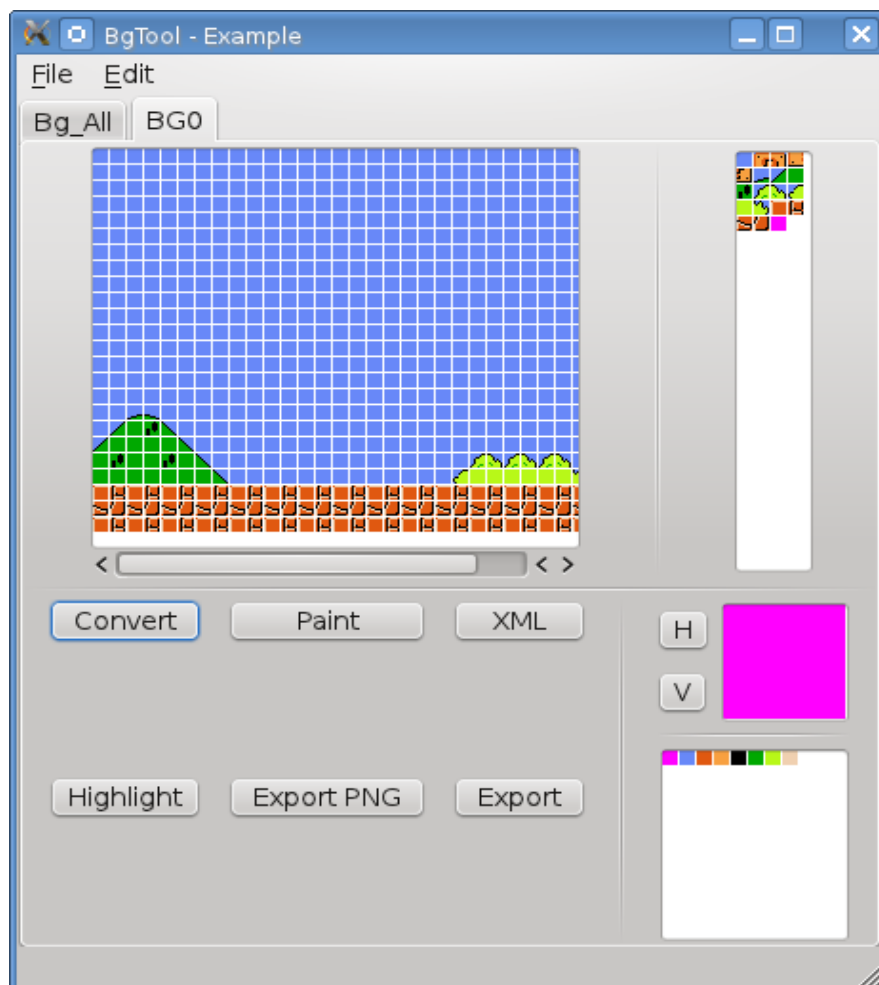 BgTool - Example
File Edit
Bg_All BG0
< < >
Convert Paint XML
H
V
Highlight Export PNG Export